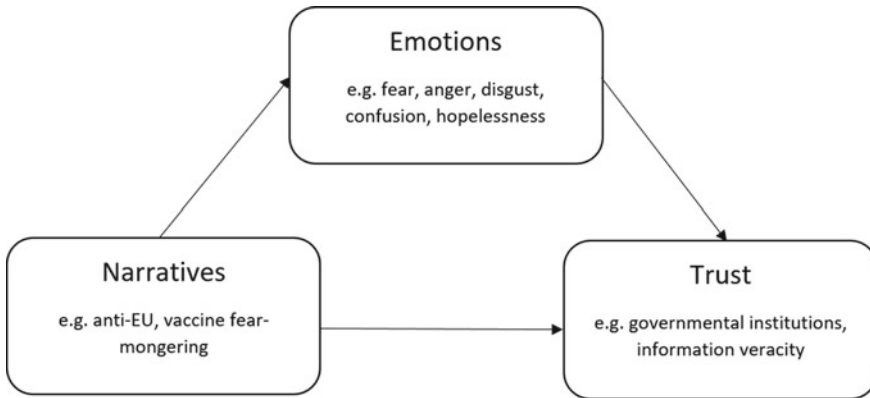 Emotions
e.g. fear, anger, disgust,
confusion, hopelessness
Narratives
e.g. anti-EU, vaccine fear-
mongering
Trust
e.g. governmental institutions,
information veracity